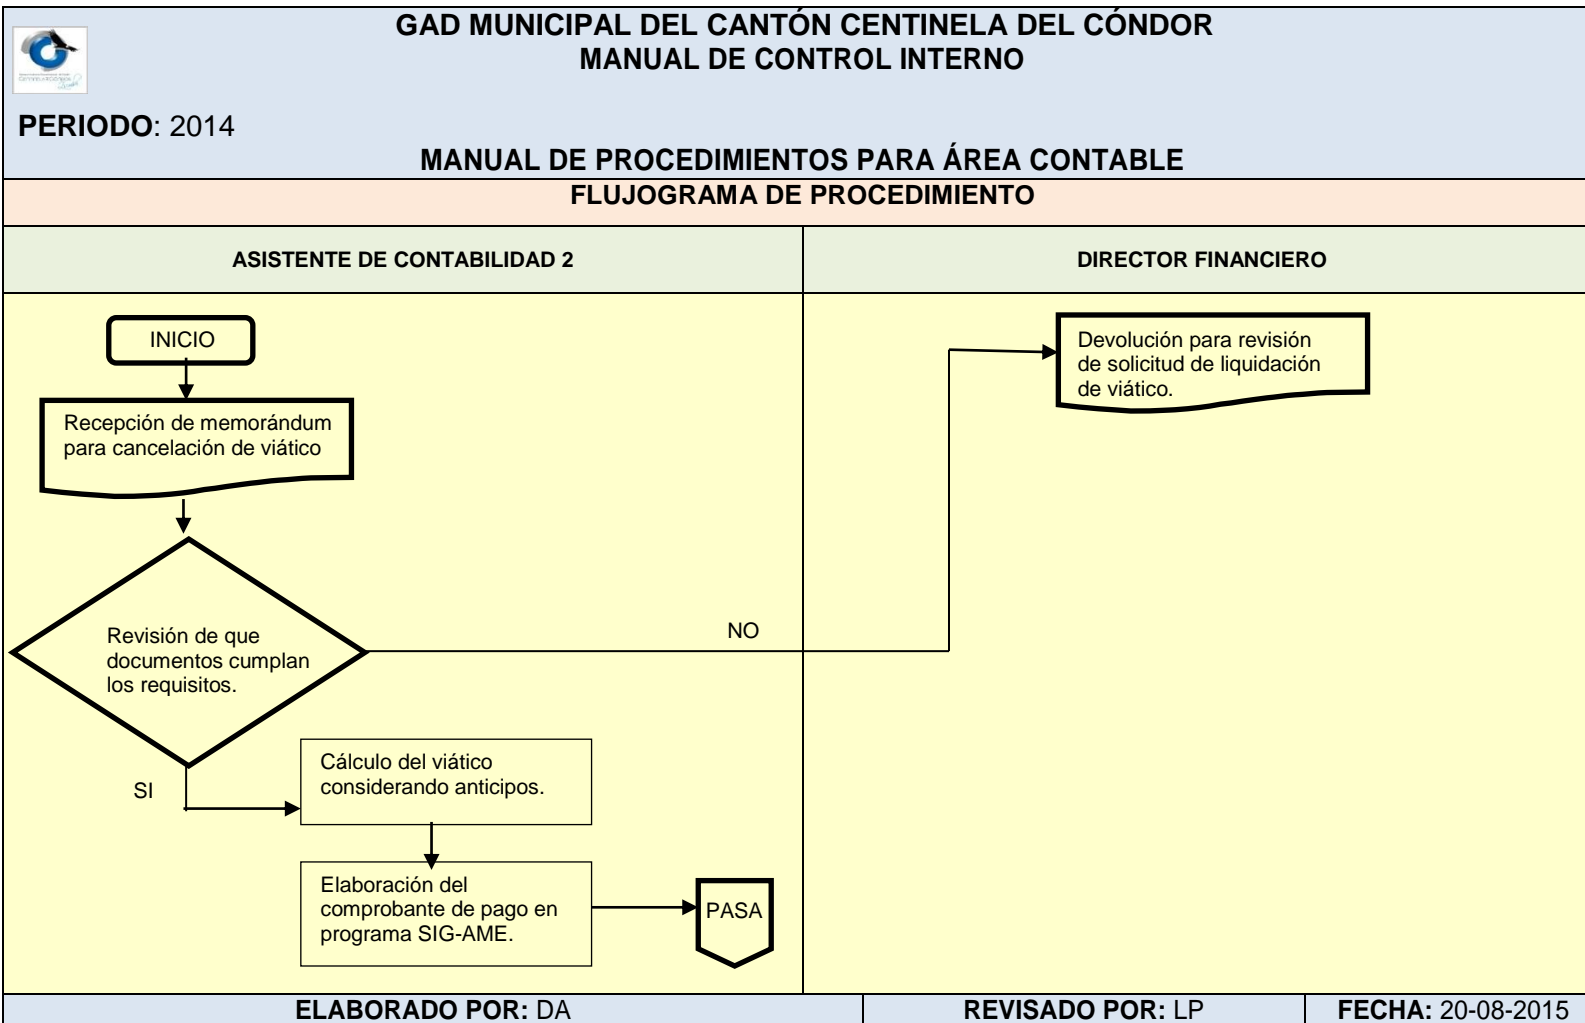 GAD MUNICIPAL DEL CANTÓN CENTINELA DEL CÓNDOR
MANUAL DE CONTROL INTERNO
PERIODO: 2014
MANUAL DE PROCEDIMIENTOS PARA ÁREA CONTABLE
FLUJOGRAMA DE PROCEDIMIENTO
ASISTENTE DE CONTABILIDAD 2
DIRECTOR FINANCIERO
INICIO
Recepción de memorándum
para cancelación de viático
Revisión de que
documentos cumplan
los requisitos.
NO
Devolución para revisión
de solicitud de liquidación
de viático.
SI
Cálculo del viático
considerando anticipos.
Elaboración del
comprobante de pago en
programa SIG-AME.
PASA
ELABORADO POR: DA
REVISADO POR: LP
FECHA: 20-08-2015